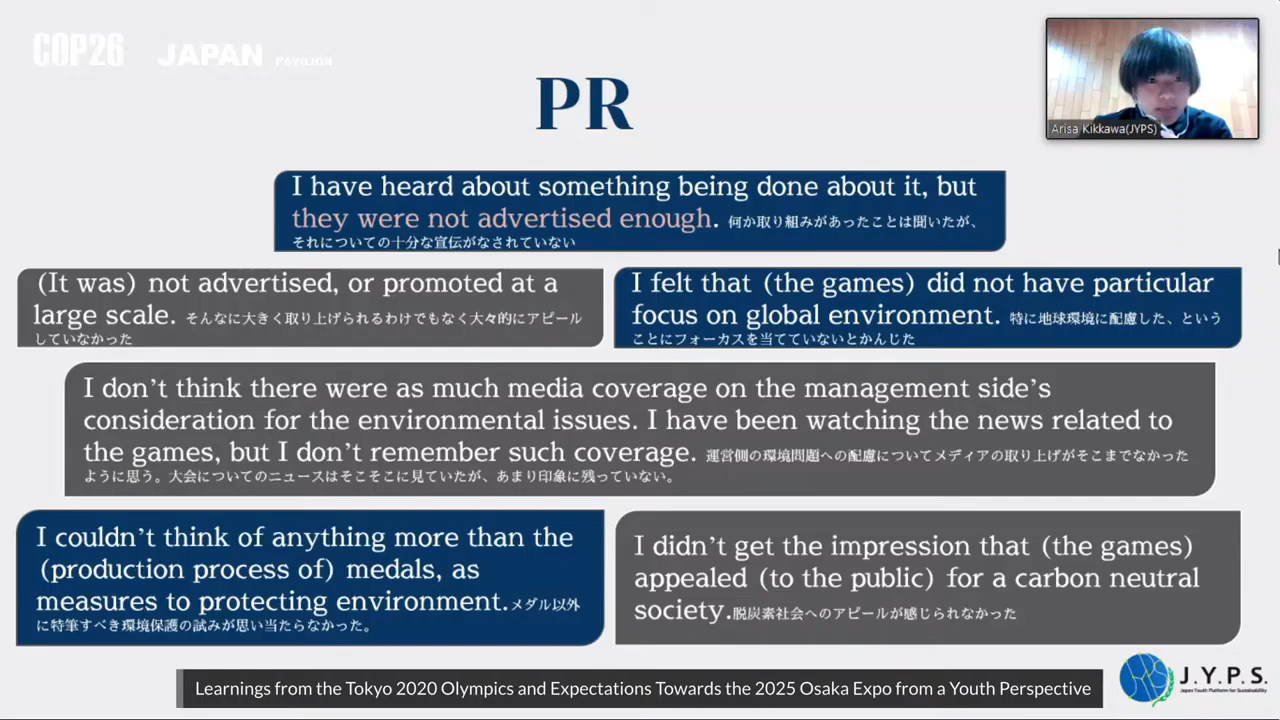 COP26 JAPAN PAVILION
PR
Arisa Kikkawa(JYPS)
I have heard about something being done about it, but
they were not advertised enough. 何か取り組みがあったことは聞いたが、
それについての十分な宣伝がなされていない
(It was) not advertised, or promoted at a
large scale. そんなに大きく取り上げられるわけでもなく大々的にアピール
していなかった
I felt that (the games) did not have particular
focus on global environment. 特に地球環境に配慮した、という
ことにフォーカスを当てていないとかんじた
I don't think there were as much media coverage on the management side's
consideration for the environmental issues. I have been watching the news related to
the games, but I don't remember such coverage. 運営側の環境問題への配慮についてメディアの取り上げがそこまでなかった
ように思う。大会についてのニュースはそこそこに見ていたが、あまり印象に残っていない。
I couldn't think of anything more than the
(production process of) medals, as
measures to protecting environment.メダル以外
に特筆すべき環境保護の試みが思い当たらなかった。
I didn't get the impression that (the games)
appealed (to the public) for a carbon neutral
society.脱炭素社会へのアピールが感じられなかった
Learnings from the Tokyo 2020 Olympics and Expectations Towards the 2025 Osaka Expo from a Youth Perspective
J.Y.P.S.
Japan Youth Platform for Sustainability